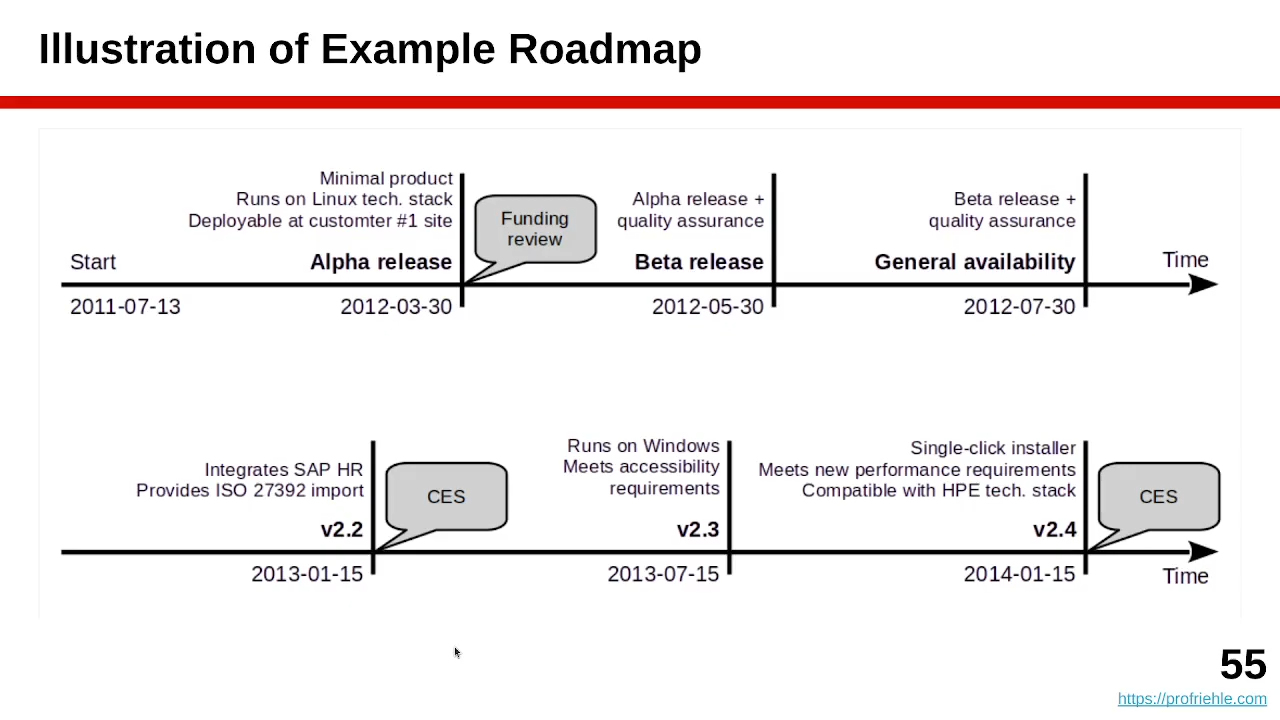 Illustration of Example Roadmap
Minimal product
Runs on Linux tech. stack
Deployable at customter #1 site
Funding
review
Alpha release +
quality assurance
Beta release +
quality assurance
Start
Alpha release
Beta release
General availability
Time
2011-07-13
2012-03-30
2012-05-30
2012-07-30
Integrates SAP HR
Provides ISO 27392 import
CES
Runs on Windows
Meets accessibility
requirements
Single-click installer
Meets new performance requirements
Compatible with HPE tech. stack
CES
v2.2
v2.3
v2.4
2013-01-15
2013-07-15
2014-01-15
Time
55
https://profriehle.com